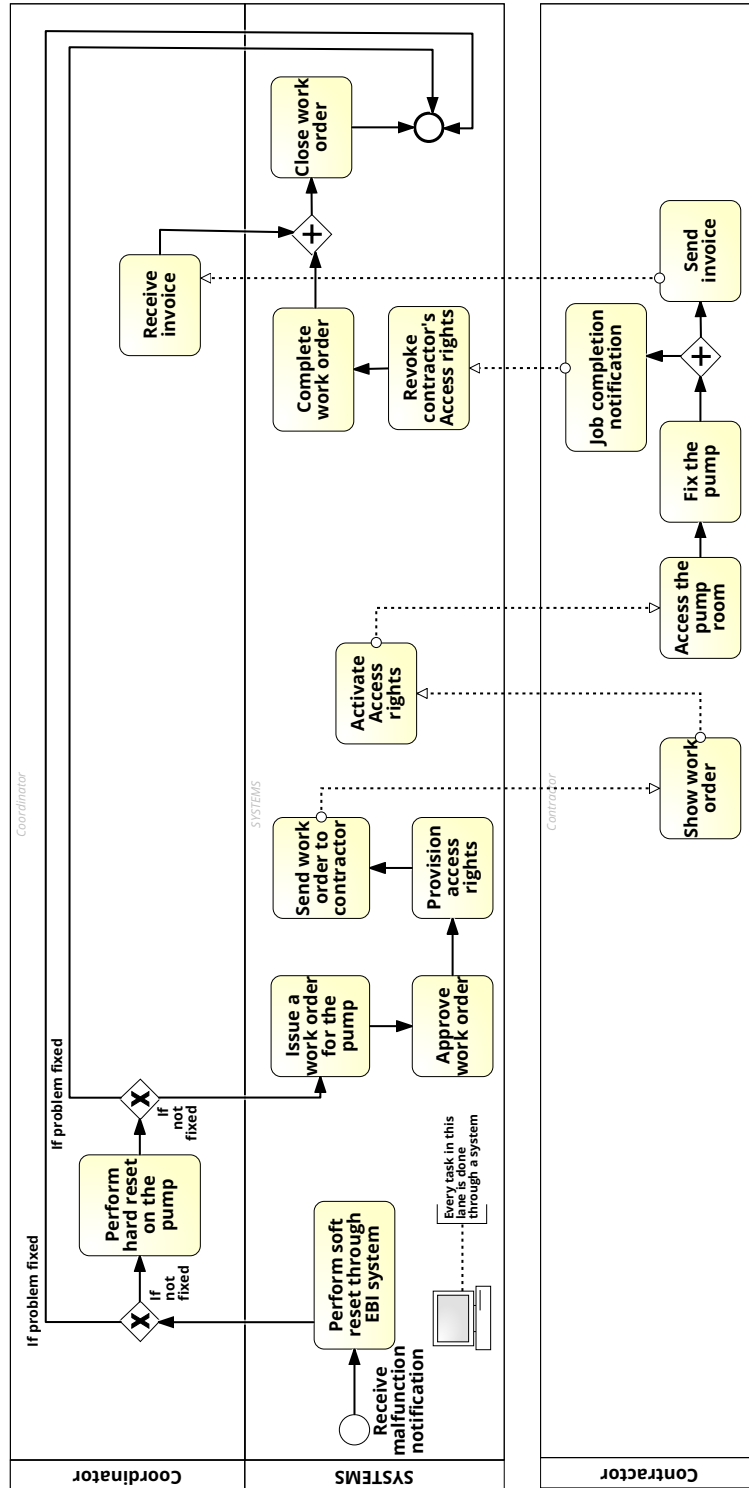 Coordinator
SYSTEMS
Contractor
Coordinator
SYSTEMS
Contractor
Receive
malfunction
notification
Perform soft
reset through
EBI system
Every task in this
lane is done
through a system
If problem fixed
If
not
fixed
Perform
hard reset
on the
pump
If problem fixed
If
not
fixed
Issue a
work order
for the
pump
Approve
work order
Provision
access
rights
Send work
order to
contractor
Show work
order
Activate
Access
rights
Access the
pump
room
Fix the
pump
Job completion
notification
Send
invoice
Revoke
contractor's
Access rights
Complete
work order
Receive
invoice
Close work
order